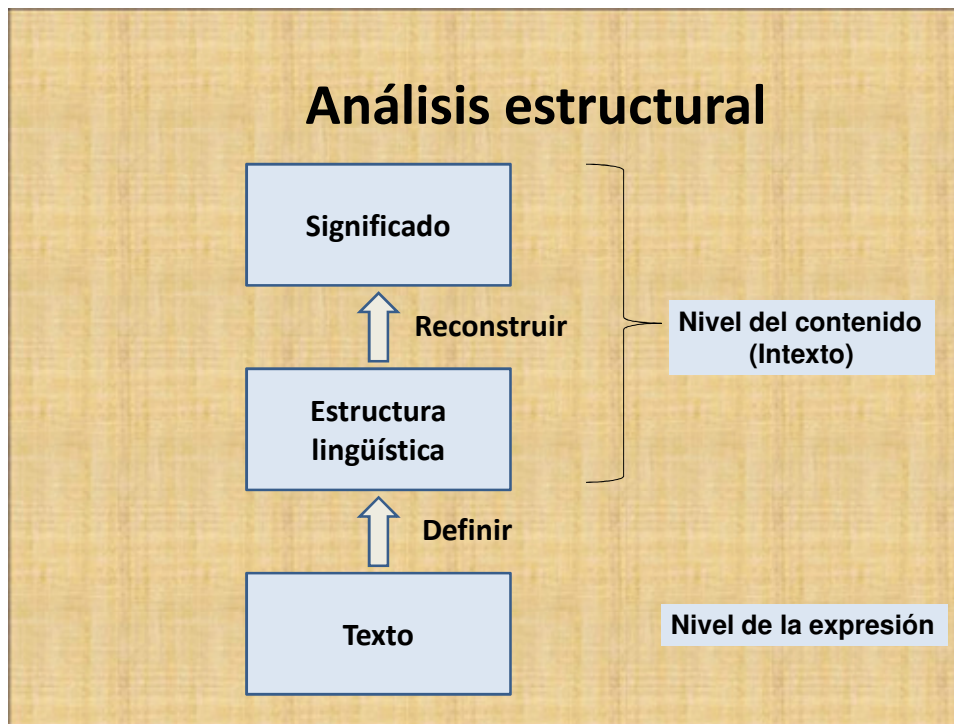 Análisis estructural
Significado
Reconstruir
Nivel del contenido
(Intexto)
Estructura
lingüística
Definir
Texto
Nivel de la expresión